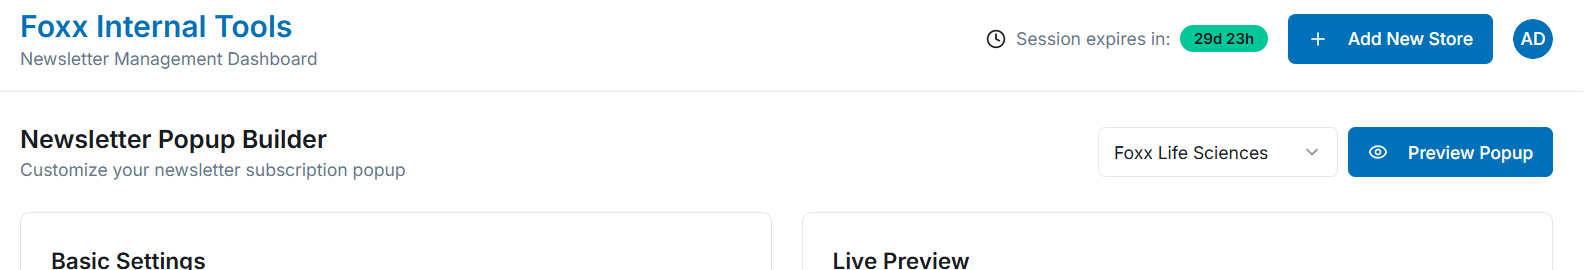 Foxx Internal Tools
Newsletter Management Dashboard
Session expires in: 29d 23h
Add New Store
AD
Newsletter Popup Builder
Customize your newsletter subscription popup
Foxx Life Sciences
Preview Popup
Basic Settings
Live Preview